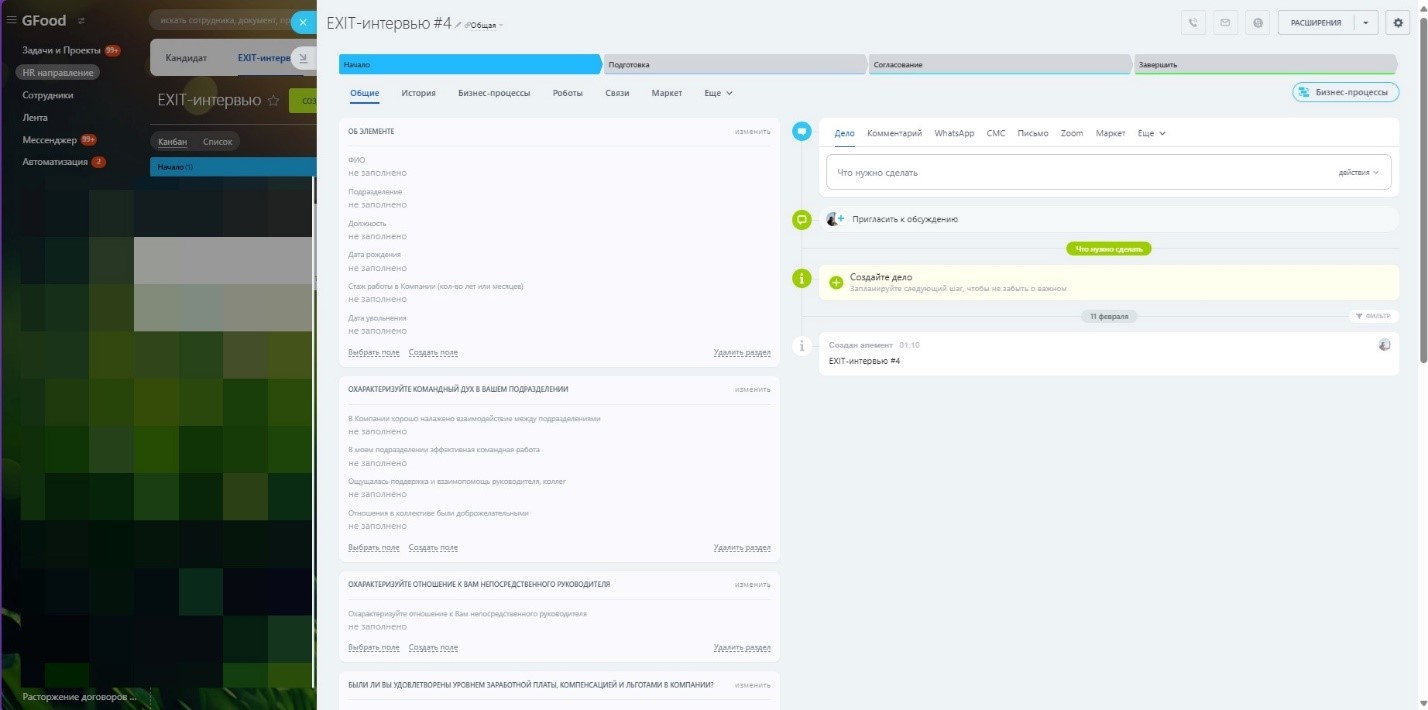 GFood
искать сотрудника, документ, пр
Задачи и Проекты 99+
HR направление
Сотрудники
Лента
Мессенджер 99+
Автоматизация 2
Расторжение договоров ...
Кандидат EXIT-интерв
EXIT-интервью
СОЗ
Канбан Список
Начало (1)
EXIT-интервью #4 Общая
РАСШИРЕНИЯ
Начало Подготовка Согласование Завершить
Общие История Бизнес-процессы Роботы Связи Маркет Еще
Бизнес-процессы
ОБ ЭЛЕМЕНТЕ изменить
ФИО
не заполнено
Подразделение
не заполнено
Должность
не заполнено
Дата рождения
не заполнено
Стаж работы в Компании (кол-во лет или месяцев)
не заполнено
Дата увольнения
не заполнено
Выбрать поле Создать поле Удалить раздел
ОХАРАКТЕРИЗУЙТЕ КОМАНДНЫЙ ДУХ В ВАШЕМ ПОДРАЗДЕЛЕНИИ изменить
В Компании хорошо налажено взаимодействие между подразделениями
не заполнено
В моем подразделении эффективная командная работа
не заполнено
Ощущалась поддержка и взаимопомощь руководителя, коллег
не заполнено
Отношения в коллективе были доброжелательными
не заполнено
Выбрать поле Создать поле Удалить раздел
ОХАРАКТЕРИЗУЙТЕ ОТНОШЕНИЕ К ВАМ НЕПОСРЕДСТВЕННОГО РУКОВОДИТЕЛЯ изменить
Охарактеризуйте отношение к Вам непосредственного руководителя
не заполнено
Выбрать поле Создать поле Удалить раздел
БЫЛИ ЛИ ВЫ УДОВЛЕТВОРЕНЫ УРОВНЕМ ЗАРАБОТНОЙ ПЛАТЫ, КОМПЕНСАЦИЕЙ И ЛЬГОТАМИ В КОМПАНИИ? изменить
Дело Комментарий WhatsApp СМС Письмо Zoom Маркет Еще
Что нужно сделать действия
Пригласить к обсуждению
Что нужно сделать
Создайте дело
Запланируйте следующий шаг, чтобы не забыть о важном
11 февраля
ФИЛЬТР
Создан элемент 01:10
EXIT-интервью #4